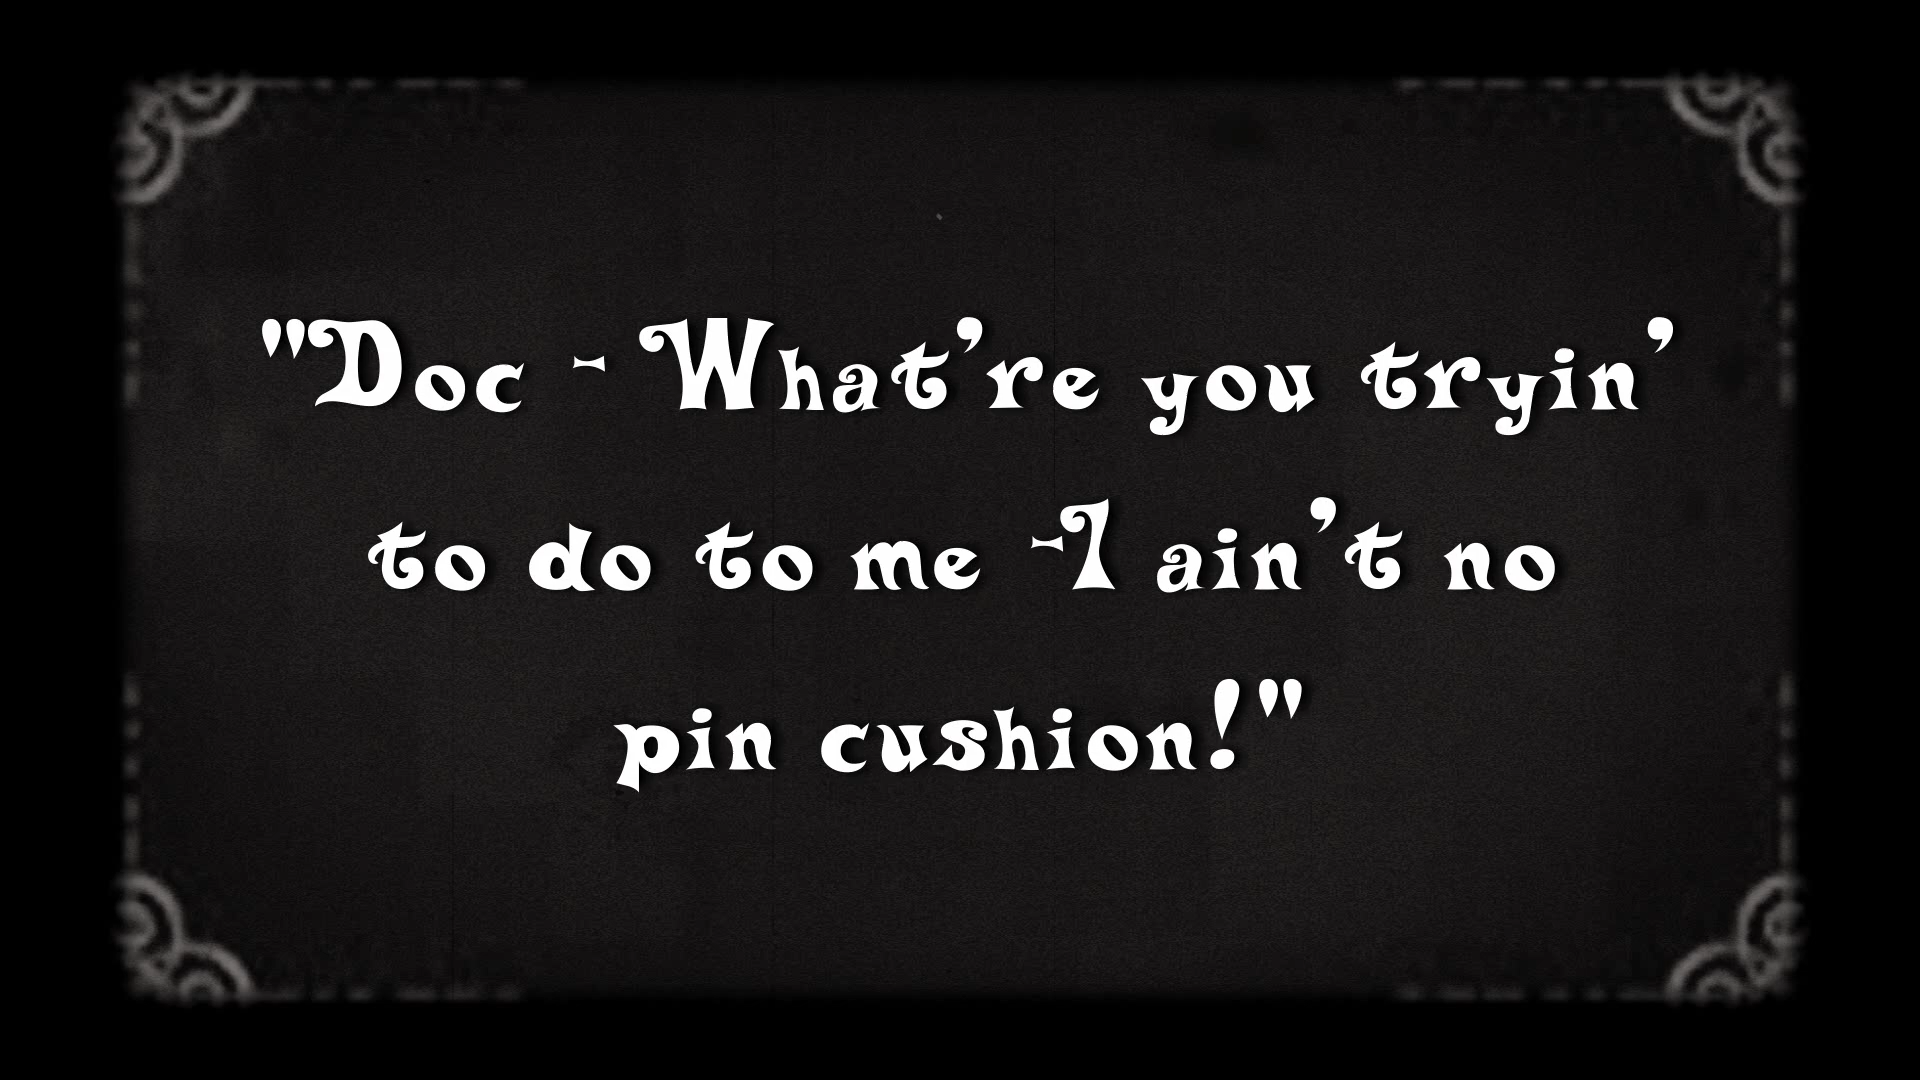 "Doc - What're you tryin'
to do to me -I ain't no
pin cushion!"